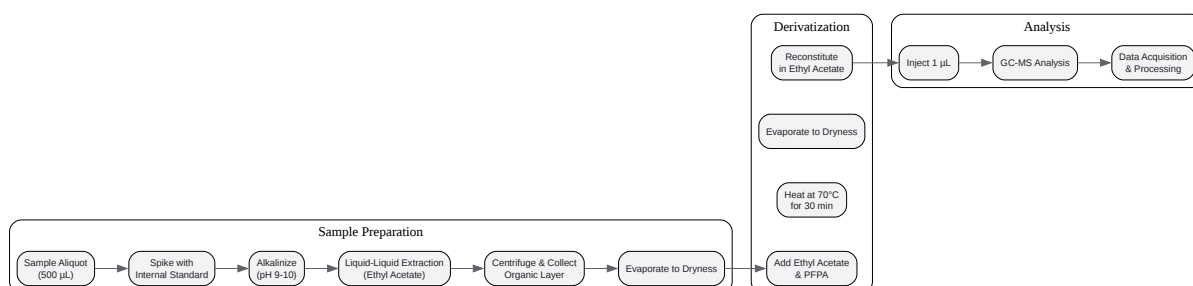 Sample Preparation
Sample Aliquot
(500 µL)
Spike with
Internal Standard
Alkalinize
(pH 9-10)
Liquid-Liquid Extraction
(Ethyl Acetate)
Centrifuge & Collect
Organic Layer
Evaporate to Dryness
Derivatization
Add Ethyl Acetate
& PFPA
Heat at 70°C
for 30 min
Evaporate to Dryness
Reconstitute
in Ethyl Acetate
Analysis
Inject 1 µL
GC-MS Analysis
Data Acquisition
& Processing